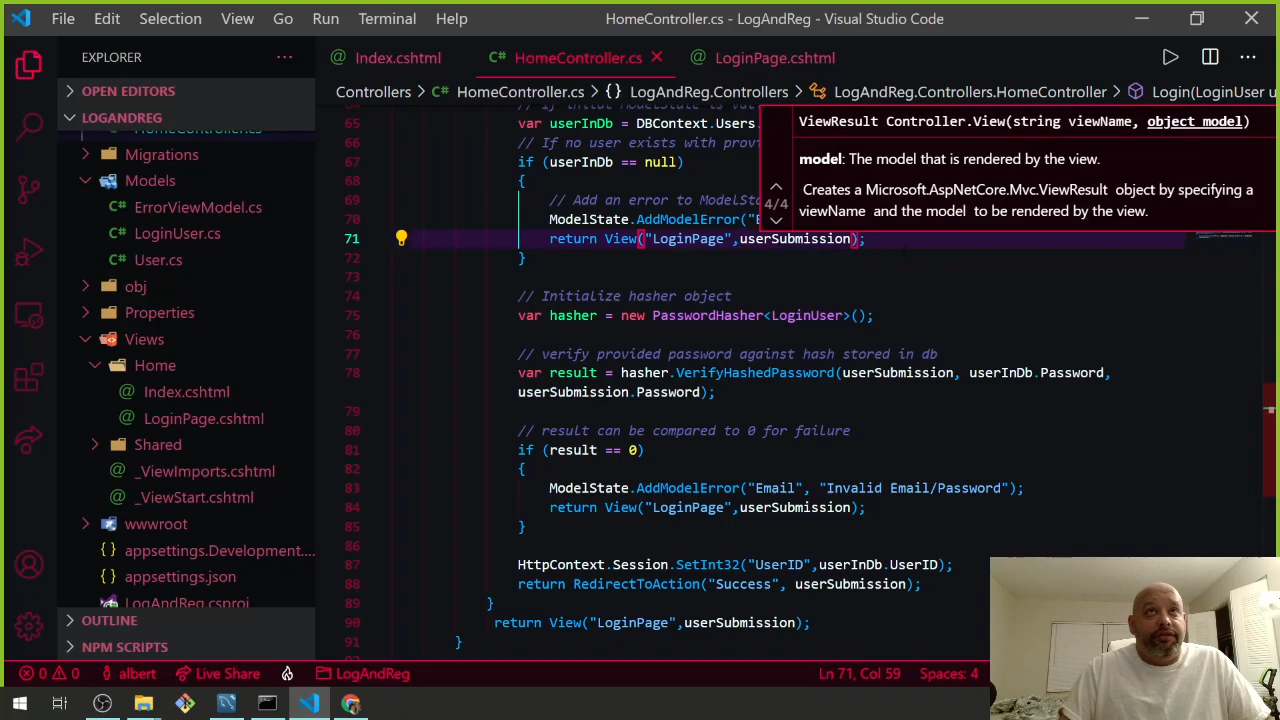 File Edit Selection View Go Run Terminal Help HomeController.cs - LogAndReg - Visual Studio Code
EXPLORER ...
Index.cshtml HomeController.cs LoginPage.cshtml ...
OPEN EDITORS
Controllers HomeController.cs {} LogAndReg.Controllers LogAndReg.Controllers.HomeController Login(LoginUser u
LOGANDREG
HomeController.cs
Migrations
Models
ErrorViewModel.cs
LoginUser.cs
User.cs
obj
Properties
Views
Home
Index.cshtml
LoginPage.cshtml
Shared
_ViewImports.cshtml
_ViewStart.cshtml
wwwroot
{} appsettings.Development....
{} appsettings.json
LogAndReg.csproj
OUTLINE
NPM SCRIPTS
65 var userInDb = DBContext.Users.
66 // If no user exists with prov
67 if (userInDb == null)
68 {
69 // Add an error to ModelSta
70 ModelState.AddModelError("E
71 return View("LoginPage",userSubmission);
72 }
73
74 // Initialize hasher object
75 var hasher = new PasswordHasher<LoginUser>();
76
77 // verify provided password against hash stored in db
78 var result = hasher.VerifyHashedPassword(userSubmission, userInDb.Password,
userSubmission.Password);
79
80 // result can be compared to 0 for failure
81 if (result == 0)
82 {
83 ModelState.AddModelError("Email", "Invalid Email/Password");
84 return View("LoginPage",userSubmission);
85 }
86
87 HttpContext.Session.SetInt32("UserID",userInDb.UserID);
88 return RedirectToAction("Success", userSubmission);
89 }
90 return View("LoginPage",userSubmission);
91 }
ViewResult Controller.View(string viewName, object model)
model: The model that is rendered by the view.
4/4
Creates a Microsoft.AspNetCore.Mvc.ViewResult object by specifying a
viewName and the model to be rendered by the view.
0 0 albert Live Share LogAndReg Ln 71, Col 59 Spaces: 4